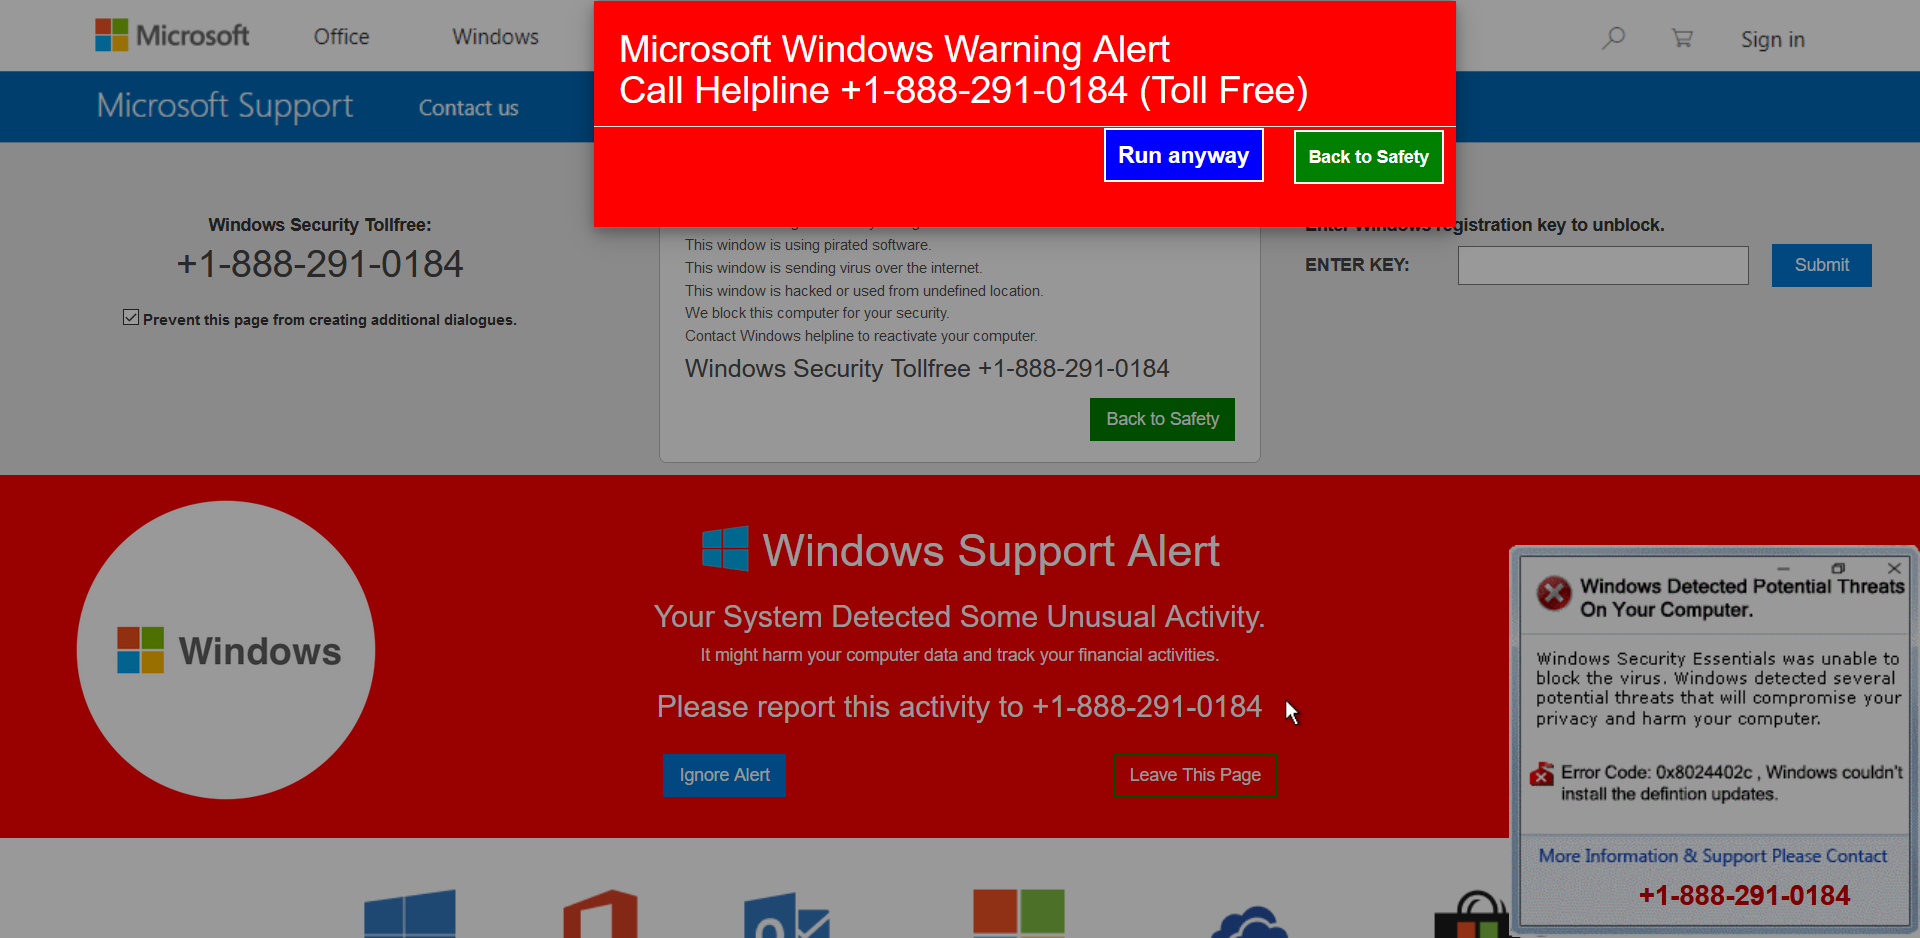 Microsoft
Office
Windows
Sign in
Microsoft Windows Warning Alert
Call Helpline +1-888-291-0184 (Toll Free)
Run anyway
Back to Safety
Microsoft Support
Contact us
Windows Security Tollfree:
+1-888-291-0184
Prevent this page from creating additional dialogues.
This window is using pirated software.
This window is sending virus over the internet.
This window is hacked or used from undefined location.
We block this computer for your security.
Contact Windows helpline to reactivate your computer.
Windows Security Tollfree +1-888-291-0184
Back to Safety
Enter Windows registration key to unblock.
ENTER KEY:
Submit
Windows
Windows Support Alert
Your System Detected Some Unusual Activity.
It might harm your computer data and track your financial activities.
Please report this activity to +1-888-291-0184
Ignore Alert
Leave This Page
Windows Detected Potential Threats
On Your Computer.
Windows Security Essentials was unable to
block the virus. Windows detected several
potential threats that will compromise your
privacy and harm your computer.
Error Code: 0x8024402c , Windows couldn't
install the defintion updates.
More Information & Support Please Contact
+1-888-291-0184